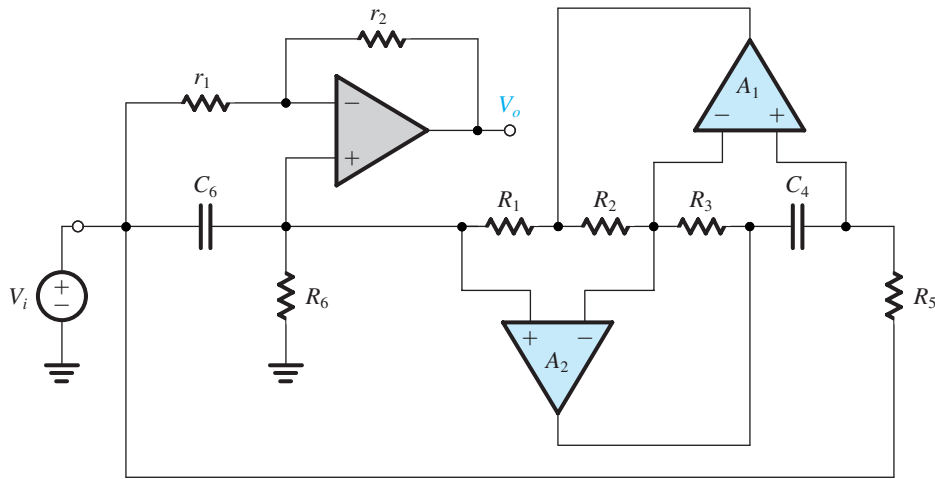 r2
r1
A1
− +
−
Vo
+
C6
R1
R2
R3
C4
Vi
+
−
R6
R5
+ −
A2